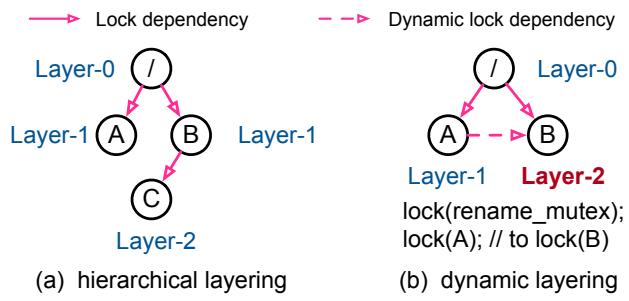 Lock dependency
Dynamic lock dependency
Layer-0
/
Layer-1
A
B
Layer-1
C
Layer-2
(a) hierarchical layering
/
Layer-0
A
B
Layer-1
Layer-2
lock(rename_mutex);
lock(A); // to lock(B)
(b) dynamic layering